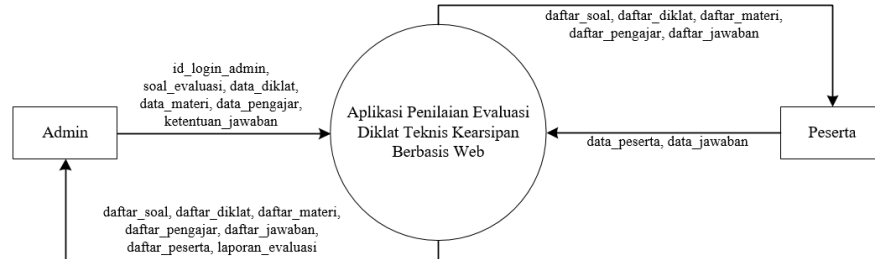 daftar_soal, daftar_diklat, daftar_materi,
daftar_pengajar, daftar_jawaban
id_login_admin,
soal_evaluasi, data_diklat,
data_materi, data_pengajar,
ketentuan_jawaban
Admin
Aplikasi Penilaian Evaluasi
Diklat Teknis Kearsipan
Berbasis Web
Peserta
data_peserta, data_jawaban
daftar_soal, daftar_diklat, daftar_materi,
daftar_pengajar, daftar_jawaban,
daftar_peserta, laporan_evaluasi